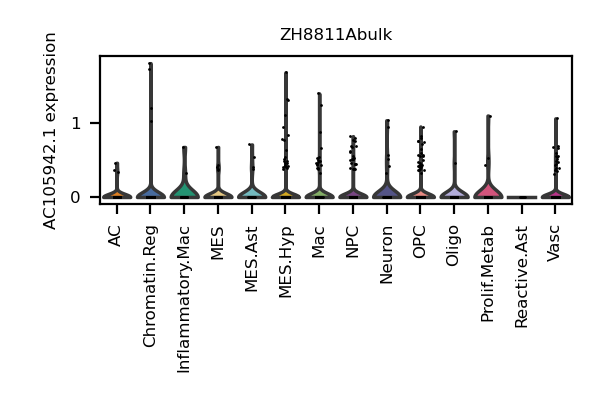 ZH8811Abulk
AC105942.1 expression
1
0
AC
Chromatin.Reg
Inflammatory.Mac
MES
MES.Ast
MES.Hyp
Mac
NPC
Neuron
OPC
Oligo
Prolif.Metab
Reactive.Ast
Vasc